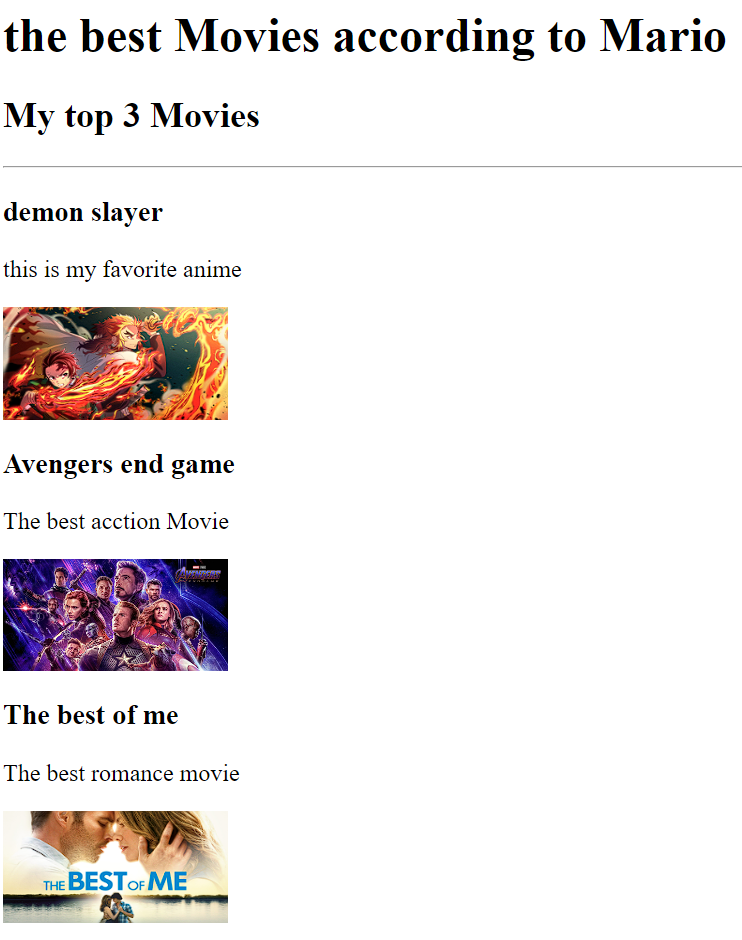 the best Movies according to Mario
My top 3 Movies
demon slayer
this is my favorite anime
Avengers end game
The best acction Movie
AVENGERS
The best of me
The best romance movie
THE BEST OF ME